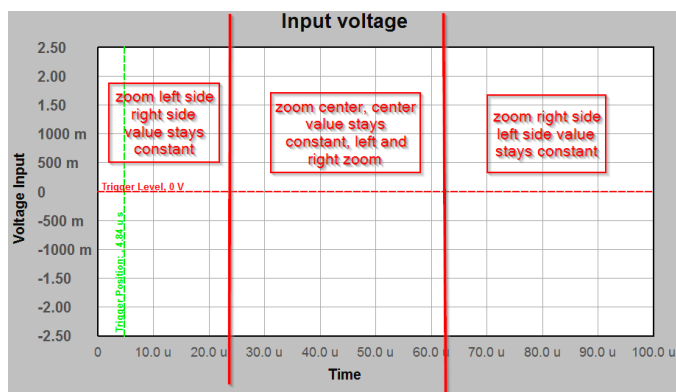 Input voltage
2.50
2.00
1.50
1000 m
500 m
0
-500 m
-1000 m
-1.50
-2.00
-2.50
Voltage Input
zoom left side
right side
value stays
constant
zoom center, center
value stays
constant, left and
right zoom
zoom right side
left side value
stays constant
Trigger Level, 0 V
Trigger Position: , 4.84 u s
0 10.0 u 20.0 u 30.0 u 40.0 u 50.0 u 60.0 u 70.0 u 80.0 u 90.0 u 100.0 u
Time